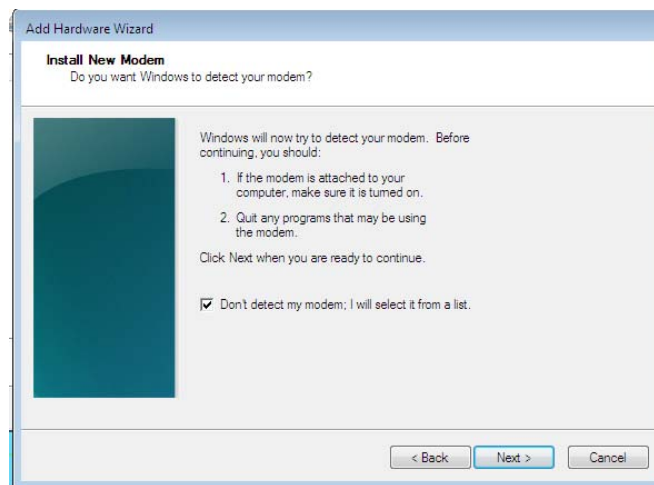 Add Hardware Wizard
Install New Modem
Do you want Windows to detect your modem?
Windows will now try to detect your modem. Before
continuing, you should:
1. If the modem is attached to your
computer, make sure it is turned on.
2. Quit any programs that may be using
the modem.
Click Next when you are ready to continue.
Don't detect my modem; I will select it from a list.
< Back Next > Cancel